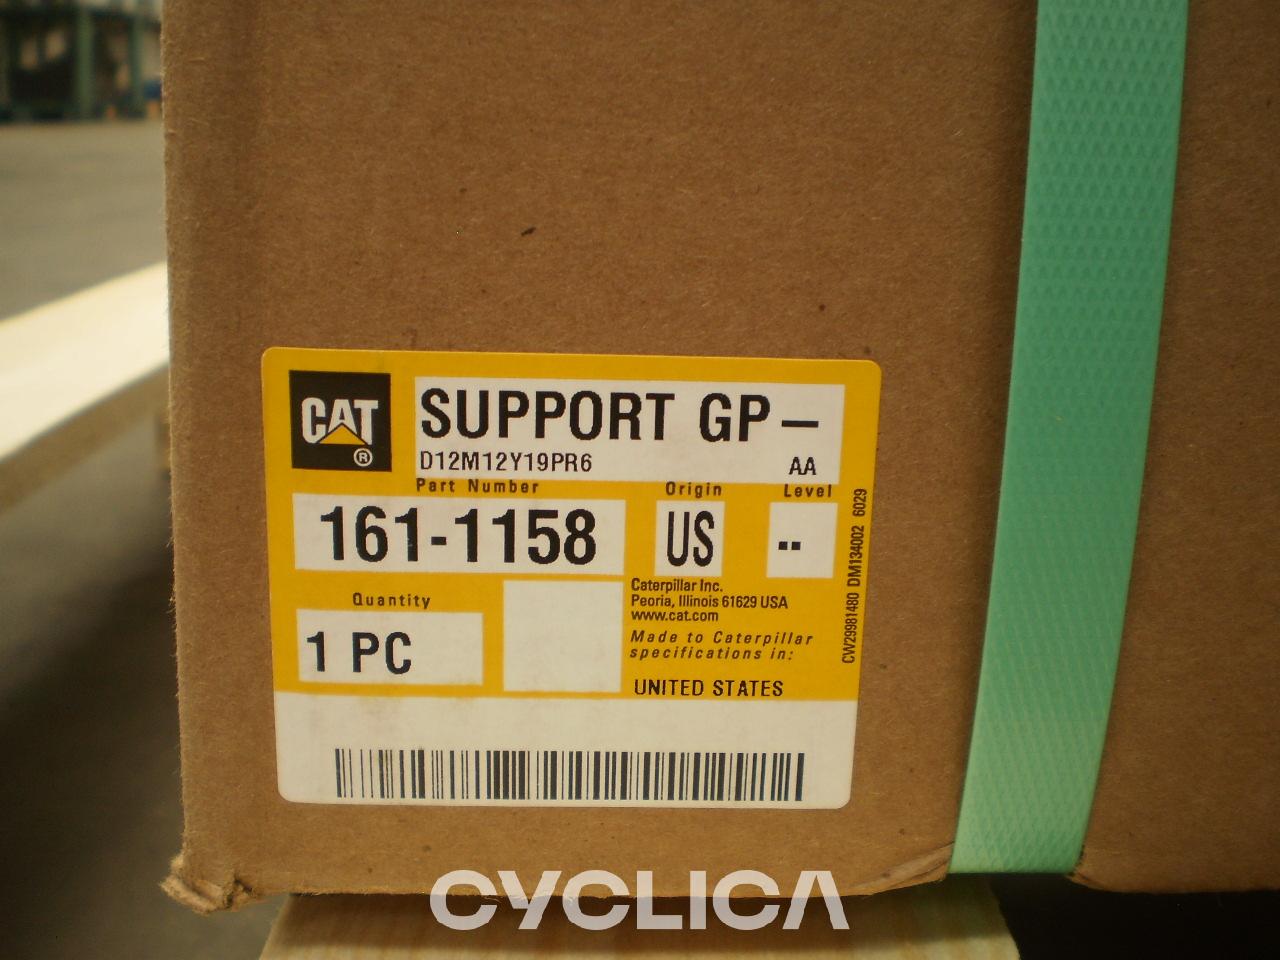 CAT
®
SUPPORT GP –
D12M12Y19PR6 AA
Part Number Origin Level
161-1158 US --
Caterpillar Inc.
Peoria, Illinois 61629 USA
www.cat.com
Quantity
1 PC
Made to Caterpillar
specifications in:
UNITED STATES
CW29981480 DM134002 6029
CYCLICA